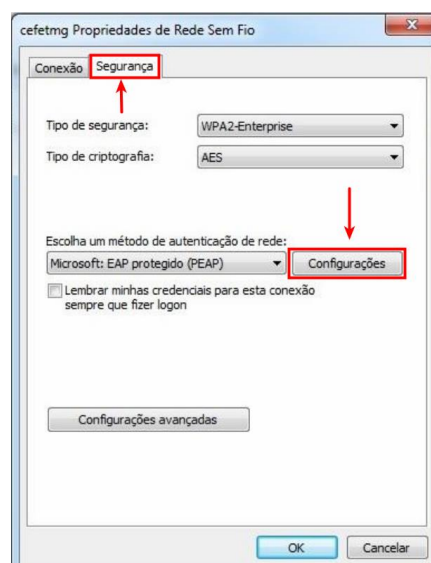 cefetmg Propriedades de Rede Sem Fio
Conexão Segurança
Tipo de segurança: WPA2-Enterprise
Tipo de criptografia: AES
Escolha um método de autenticação de rede:
Microsoft: EAP protegido (PEAP) Configurações
Lembrar minhas credenciais para esta conexão
sempre que fizer logon
Configurações avançadas
OK Cancelar